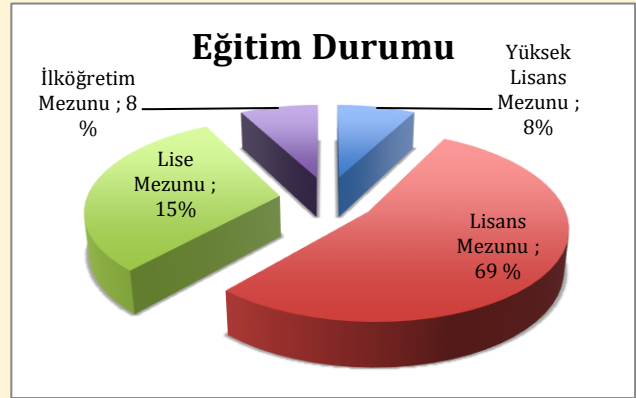 Eğitim Durumu
İlköğretim
Mezunu ; 8
%
Yüksek
Lisans
Mezunu ;
8%
Lise
Mezunu ;
15%
Lisans
Mezunu ;
69 %